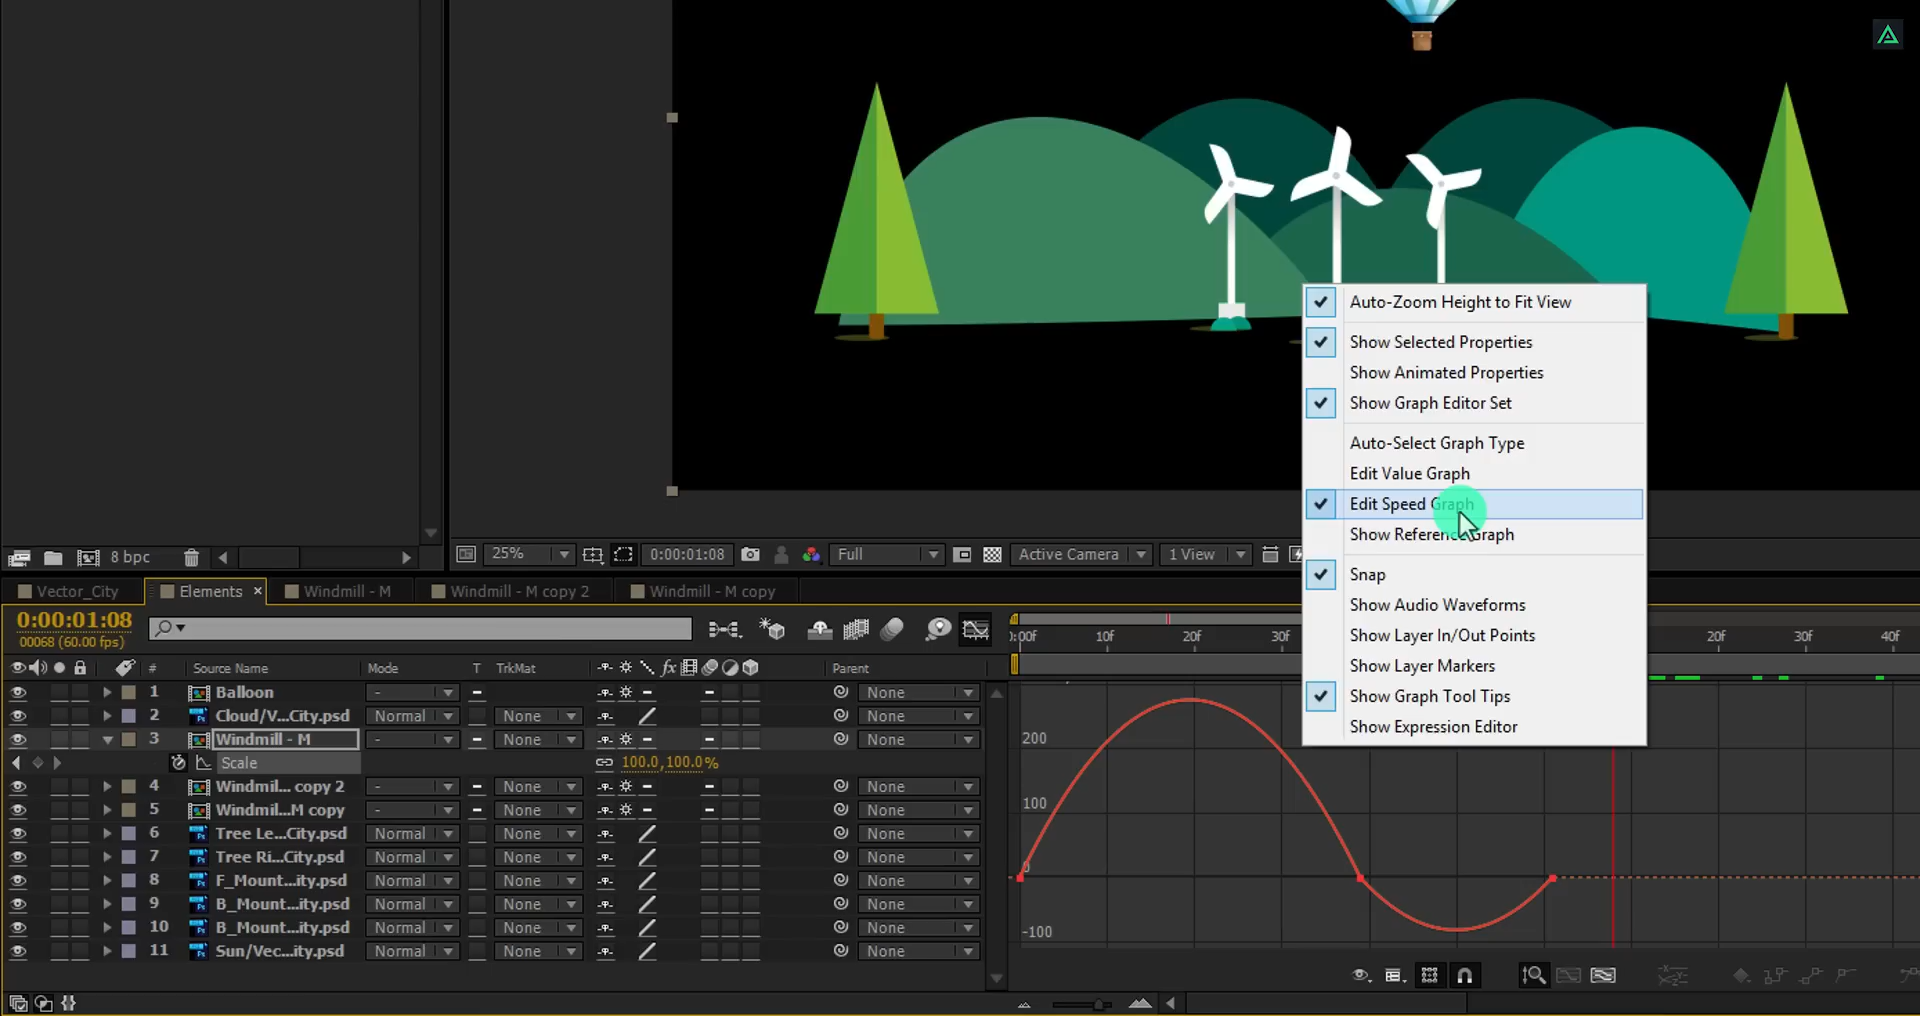 Auto-Zoom Height to Fit View
Show Selected Properties
Show Animated Properties
Show Graph Editor Set
Auto-Select Graph Type
Edit Value Graph
Edit Speed Graph
Show Reference Graph
Snap
Show Audio Waveforms
Show Layer In/Out Points
Show Layer Markers
Show Graph Tool Tips
Show Expression Editor
8 bpc
25% 0:00:01:08 Full Active Camera 1 View
Vector_City Elements × Windmill - M Windmill - M copy 2 Windmill - M copy
0:00:01:08
00068 (60.00 fps)
):00f 10f 20f 30f 20f 30f 40f
# Source Name Mode T TrkMat fx Parent
1 Balloon - None
2 Cloud/V...City.psd Normal None None
3 Windmill - M - None
Scale 100.0,100.0%
4 Windmil... copy 2 - None
5 Windmil...M copy - None
6 Tree Le...City.psd Normal None None
7 Tree Ri...City.psd Normal None None
8 F_Mount...ity.psd Normal None None
9 B_Mount...ity.psd Normal None None
10 B_Mount...ity.psd Normal None None
11 Sun/Vec...ity.psd Normal None None
200
100
0
-100